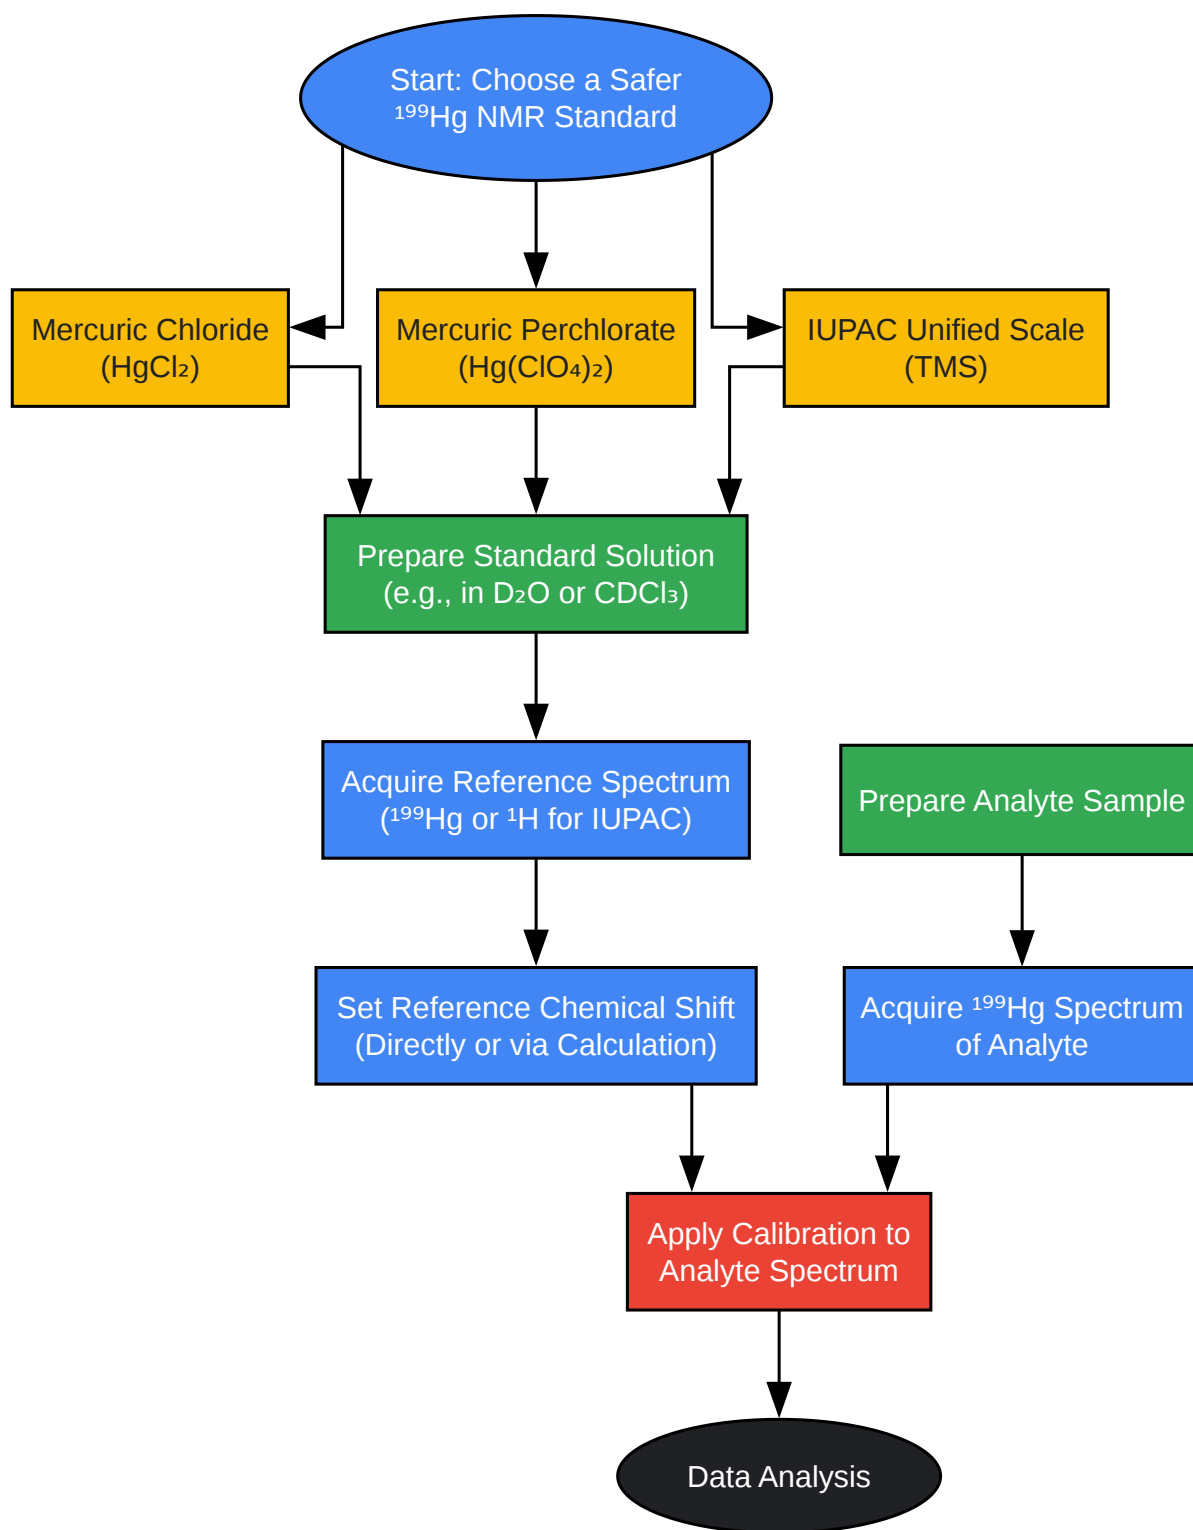 Start: Choose a Safer
¹⁹⁹Hg NMR Standard
Mercuric Chloride
(HgCl₂)
Mercuric Perchlorate
(Hg(ClO₄)₂)
IUPAC Unified Scale
(TMS)
Prepare Standard Solution
(e.g., in D₂O or CDCl₃)
Acquire Reference Spectrum
(¹⁹⁹Hg or ¹H for IUPAC)
Prepare Analyte Sample
Set Reference Chemical Shift
(Directly or via Calculation)
Acquire ¹⁹⁹Hg Spectrum
of Analyte
Apply Calibration to
Analyte Spectrum
Data Analysis